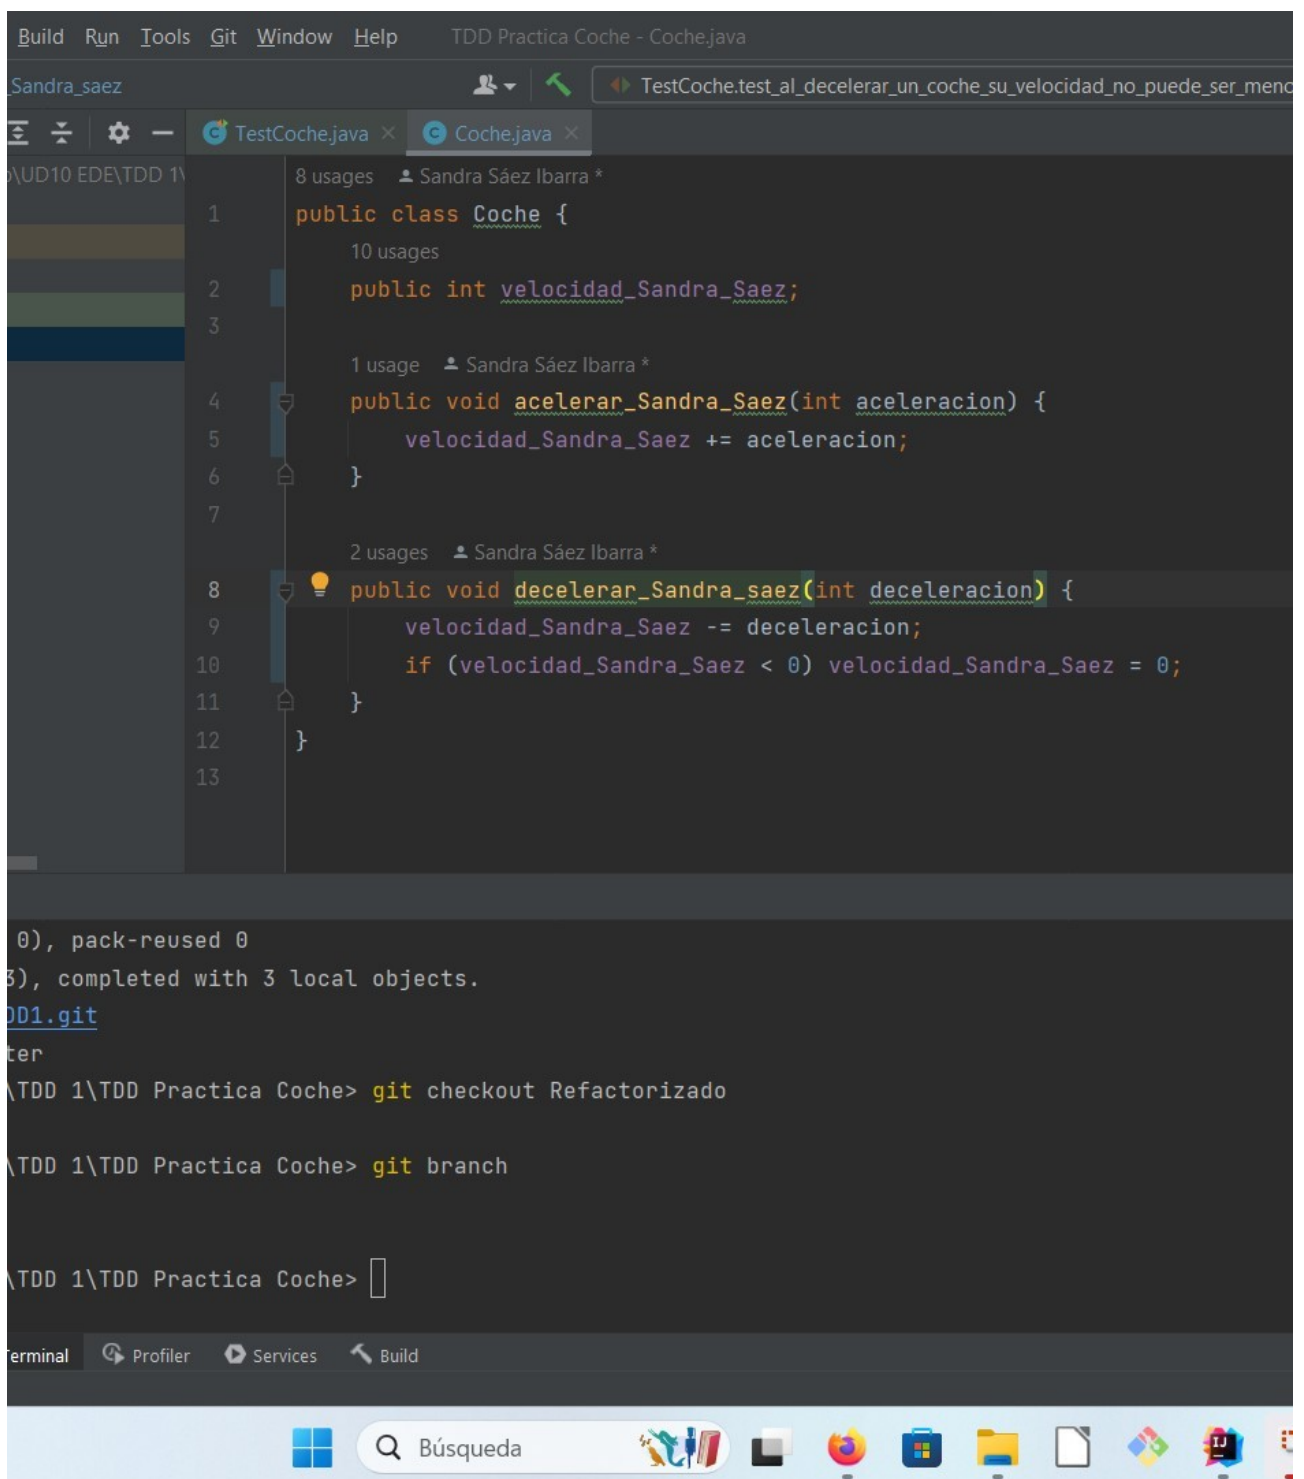 Build Run Tools Git Window Help TDD Practica Coche - Coche.java
_Sandra_saez TestCoche.test_al_decelerar_un_coche_su_velocidad_no_puede_ser_meno
TestCoche.java Coche.java
\UD10 EDE\TDD 1\
8 usages Sandra Sáez Ibarra *
1 public class Coche {
10 usages
2 public int velocidad_Sandra_Saez;
3
1 usage Sandra Sáez Ibarra *
4 public void acelerar_Sandra_Saez(int aceleracion) {
5 velocidad_Sandra_Saez += aceleracion;
6 }
7
2 usages Sandra Sáez Ibarra *
8 public void decelerar_Sandra_saez(int deceleracion) {
9 velocidad_Sandra_Saez -= deceleracion;
10 if (velocidad_Sandra_Saez < 0) velocidad_Sandra_Saez = 0;
11 }
12 }
13
0), pack-reused 0
3), completed with 3 local objects.
DD1.git
ter
\TDD 1\TDD Practica Coche> git checkout Refactorizado
\TDD 1\TDD Practica Coche> git branch
\TDD 1\TDD Practica Coche>
Terminal Profiler Services Build
Búsqueda